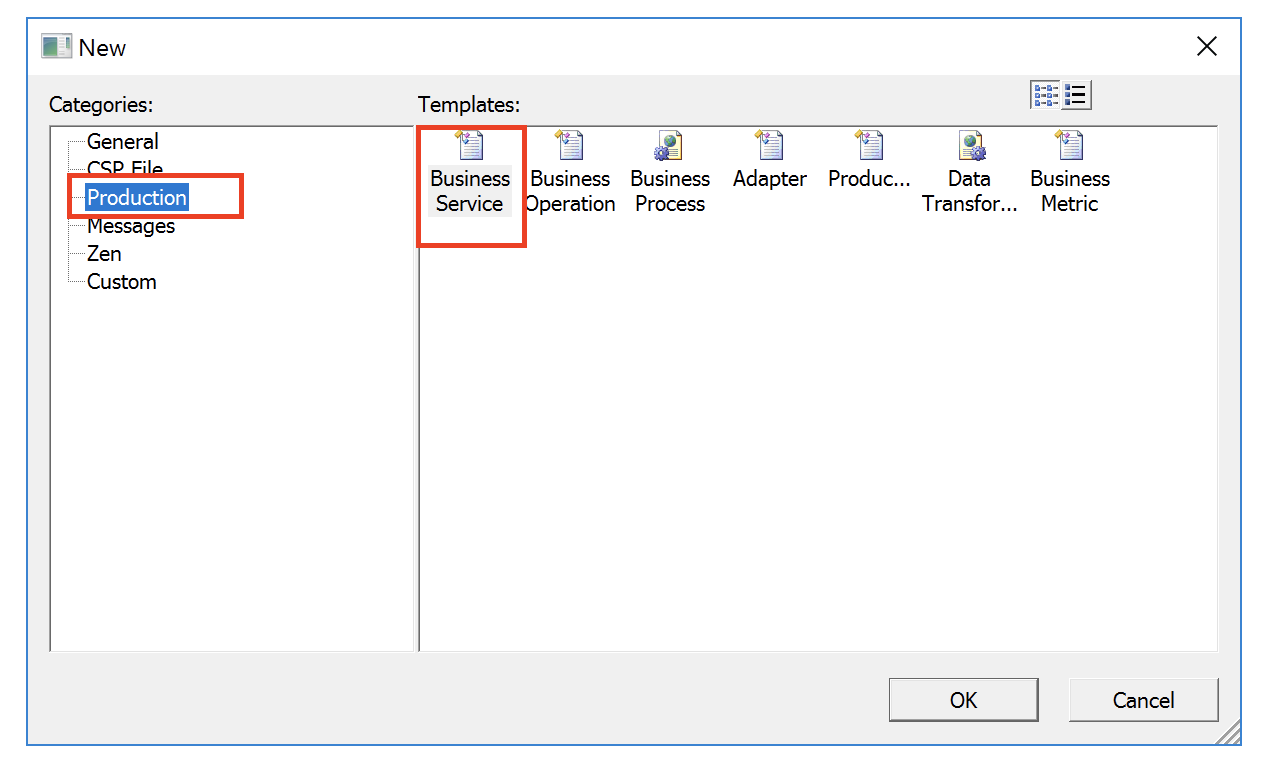 New
Categories:
Templates:
General
CSP File
Production
Messages
Zen
Custom
Business
Service
Business
Operation
Business
Process
Adapter
Produc...
Data
Transfor...
Business
Metric
OK
Cancel